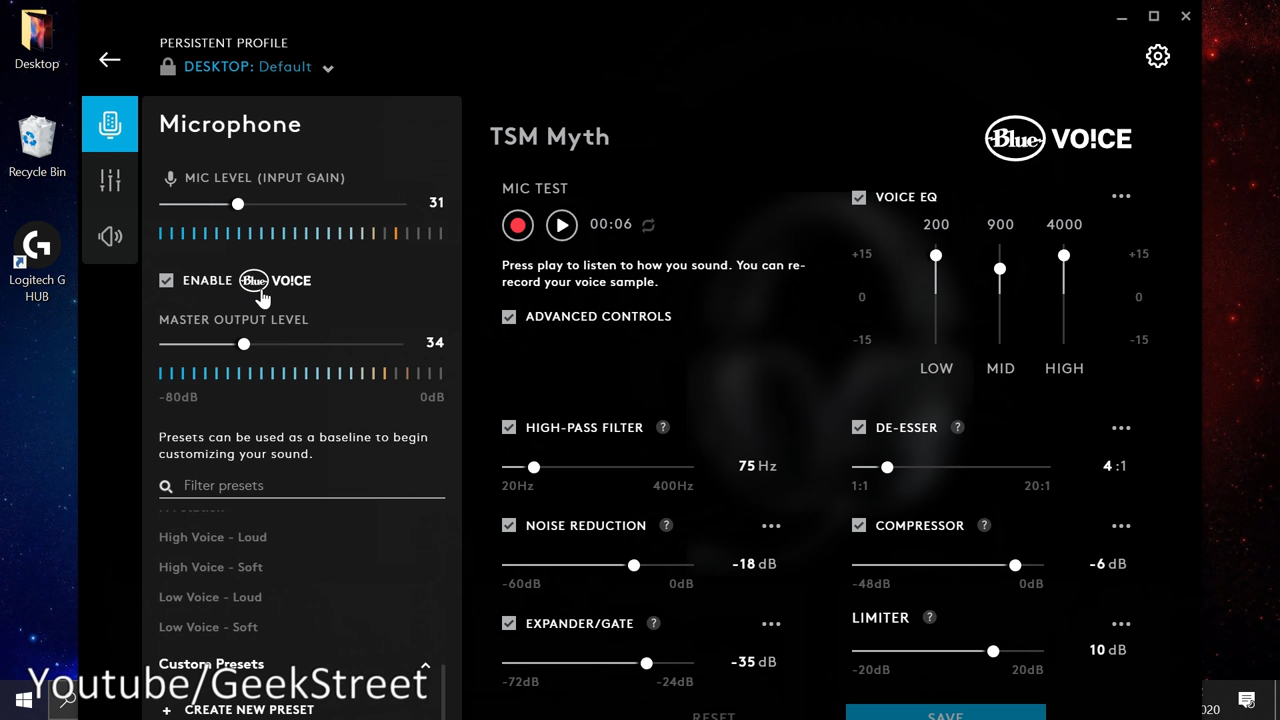 Desktop
Recycle Bin
Logitech G
HUB
PERSISTENT PROFILE
DESKTOP: Default
Microphone
MIC LEVEL (INPUT GAIN)
31
ENABLE Blue VO!CE
MASTER OUTPUT LEVEL
34
-80dB 0dB
Presets can be used as a baseline to begin
customizing your sound.
Filter presets
High Voice - Loud
High Voice - Soft
Low Voice - Loud
Low Voice - Soft
Custom Presets
+ CREATE NEW PRESET
TSM Myth
Blue VO!CE
MIC TEST
00:06
Press play to listen to how you sound. You can re-
record your voice sample.
ADVANCED CONTROLS
VOICE EQ
200 900 4000
+15 +15
0 0
-15 -15
LOW MID HIGH
HIGH-PASS FILTER ?
75 Hz
20Hz 400Hz
DE-ESSER ?
4 :1
1:1 20:1
NOISE REDUCTION ?
-18 dB
-60dB 0dB
COMPRESSOR ?
-6 dB
-48dB 0dB
EXPANDER/GATE ?
-35 dB
-72dB -24dB
LIMITER ?
10 dB
-20dB 20dB
RESET
SAVE
Youtube/GeekStreet